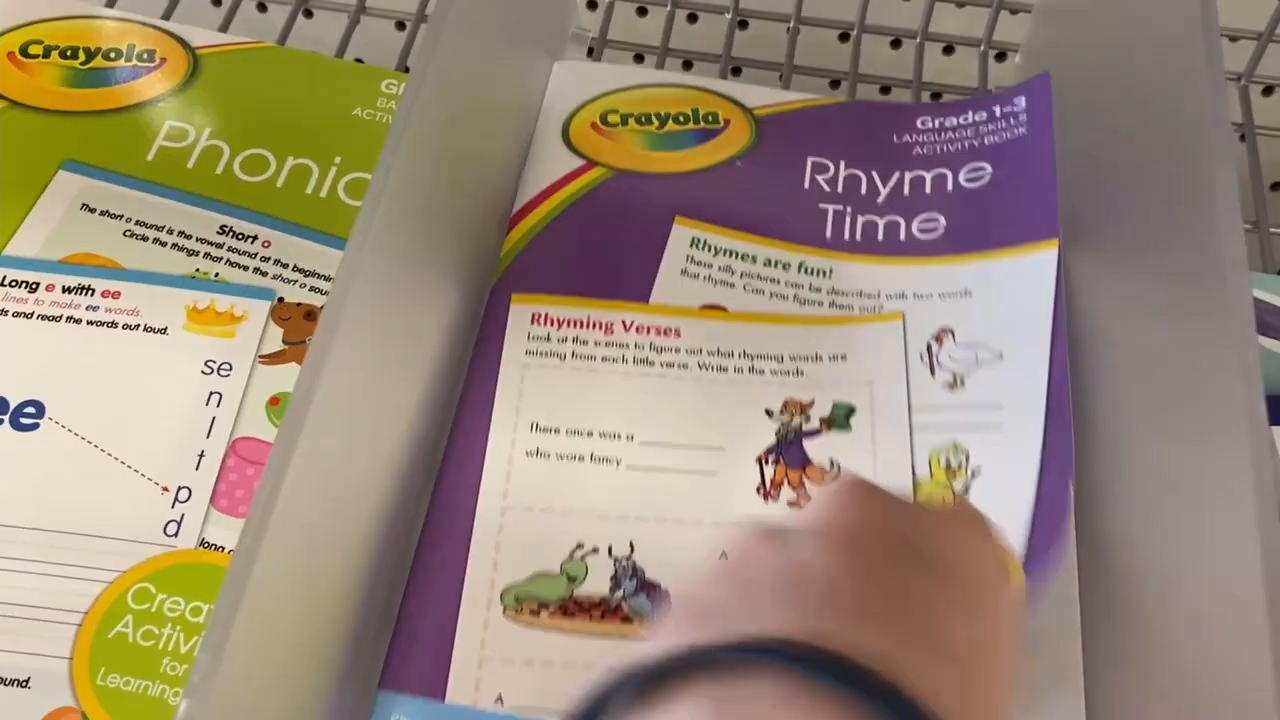 Crayola
Phonic
The short o sound is the vowel sound at the beginnin
Short o
Circle the things that have the short o sou
Long e with ee
lines to make ee words.
ds and read the words out loud.
se
n
l
t
p
d
ee
long
Crea
Activi
for
Learning
ound.
Crayola
Grade 1-3
LANGUAGE SKILLS
ACTIVITY BOOK
Rhyme
Time
Rhymes are fun!
These silly pictures can be described with two words
that rhyme. Can you figure them out?
Rhyming Verses
Look at the scenes to figure out what rhyming words are
missing from each little verse. Write in the words.
There once was a
who wore fancy
A
A